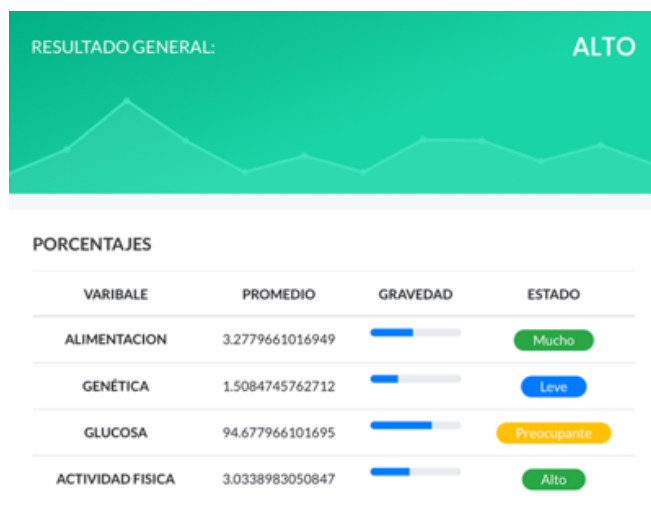 RESULTADO GENERAL: ALTO
PORCENTAJES
VARIBALE PROMEDIO GRAVEDAD ESTADO
ALIMENTACION 3.2779661016949 Mucho
GENÉTICA 1.5084745762712 Leve
GLUCOSA 94.677966101695 Preocupante
ACTIVIDAD FISICA 3.0338983050847 Alto